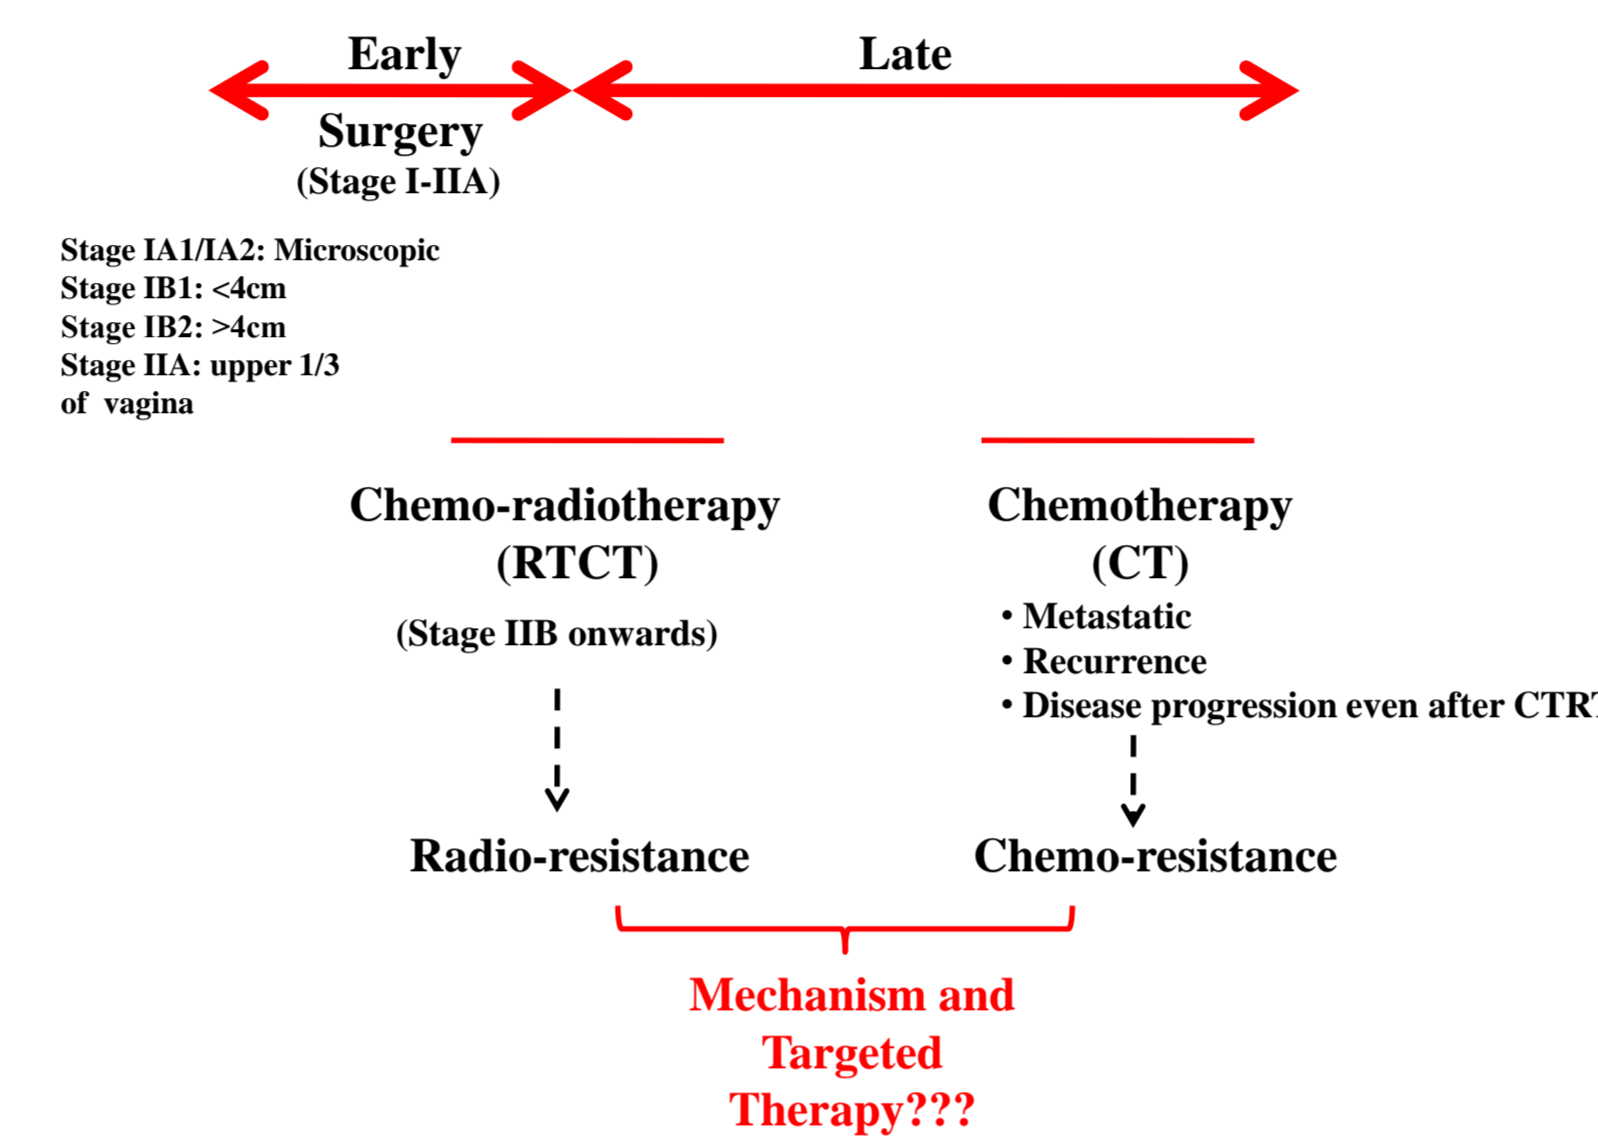 Early
Late
Surgery
(Stage I-IIA)
Stage IA1/IA2: Microscopic
Stage IB1: <4cm
Stage IB2: >4cm
Stage IIA: upper 1/3
of vagina
Chemo-radiotherapy
(RTCT)
(Stage IIB onwards)
Chemotherapy
(CT)
• Metastatic
• Recurrence
• Disease progression even after CTRT
Radio-resistance
Chemo-resistance
Mechanism and
Targeted
Therapy???